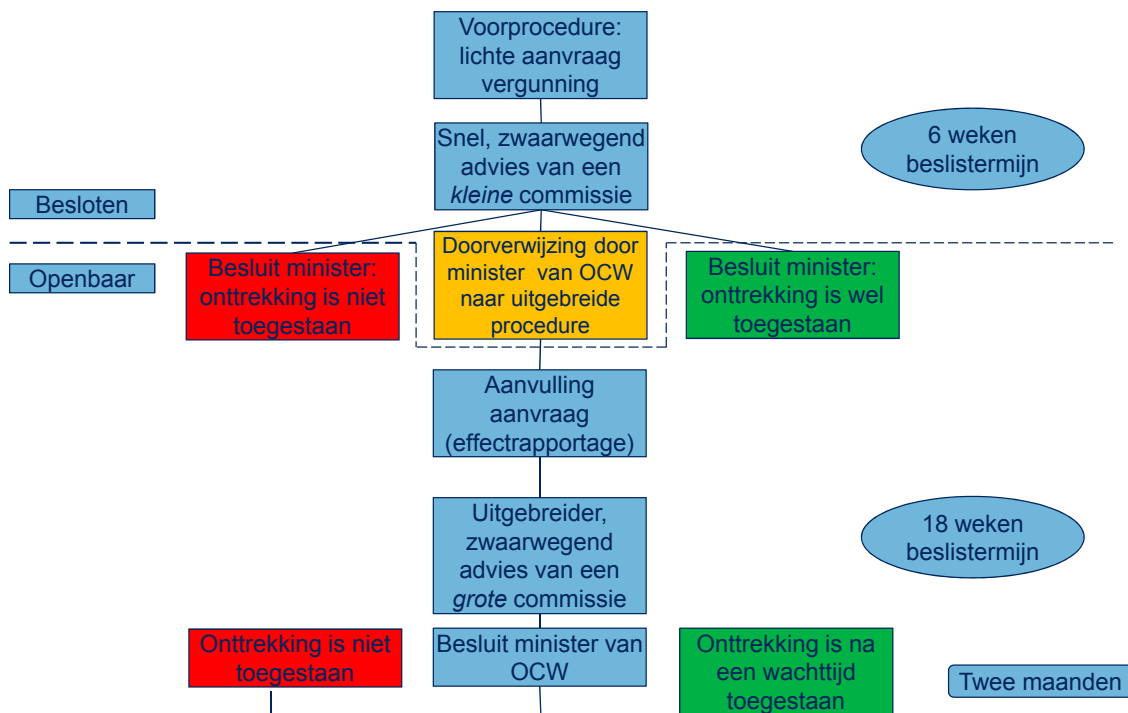 Voorprocedure:
lichte aanvraag
vergunning
Snel, zwaarwegend
advies van een
kleine commissie
6 weken
beslistermijn
Besloten
Openbaar
Besluit minister:
onttrekking is niet
toegestaan
Doorverwijzing door
minister van OCW
naar uitgebreide
procedure
Besluit minister:
onttrekking is wel
toegestaan
Aanvulling
aanvraag
(effectrapportage)
Uitgebreider,
zwaarwegend
advies van een
grote commissie
18 weken
beslistermijn
Onttrekking is niet
toegestaan
Besluit minister van
OCW
Onttrekking is na
een wachttijd
toegestaan
Twee maanden